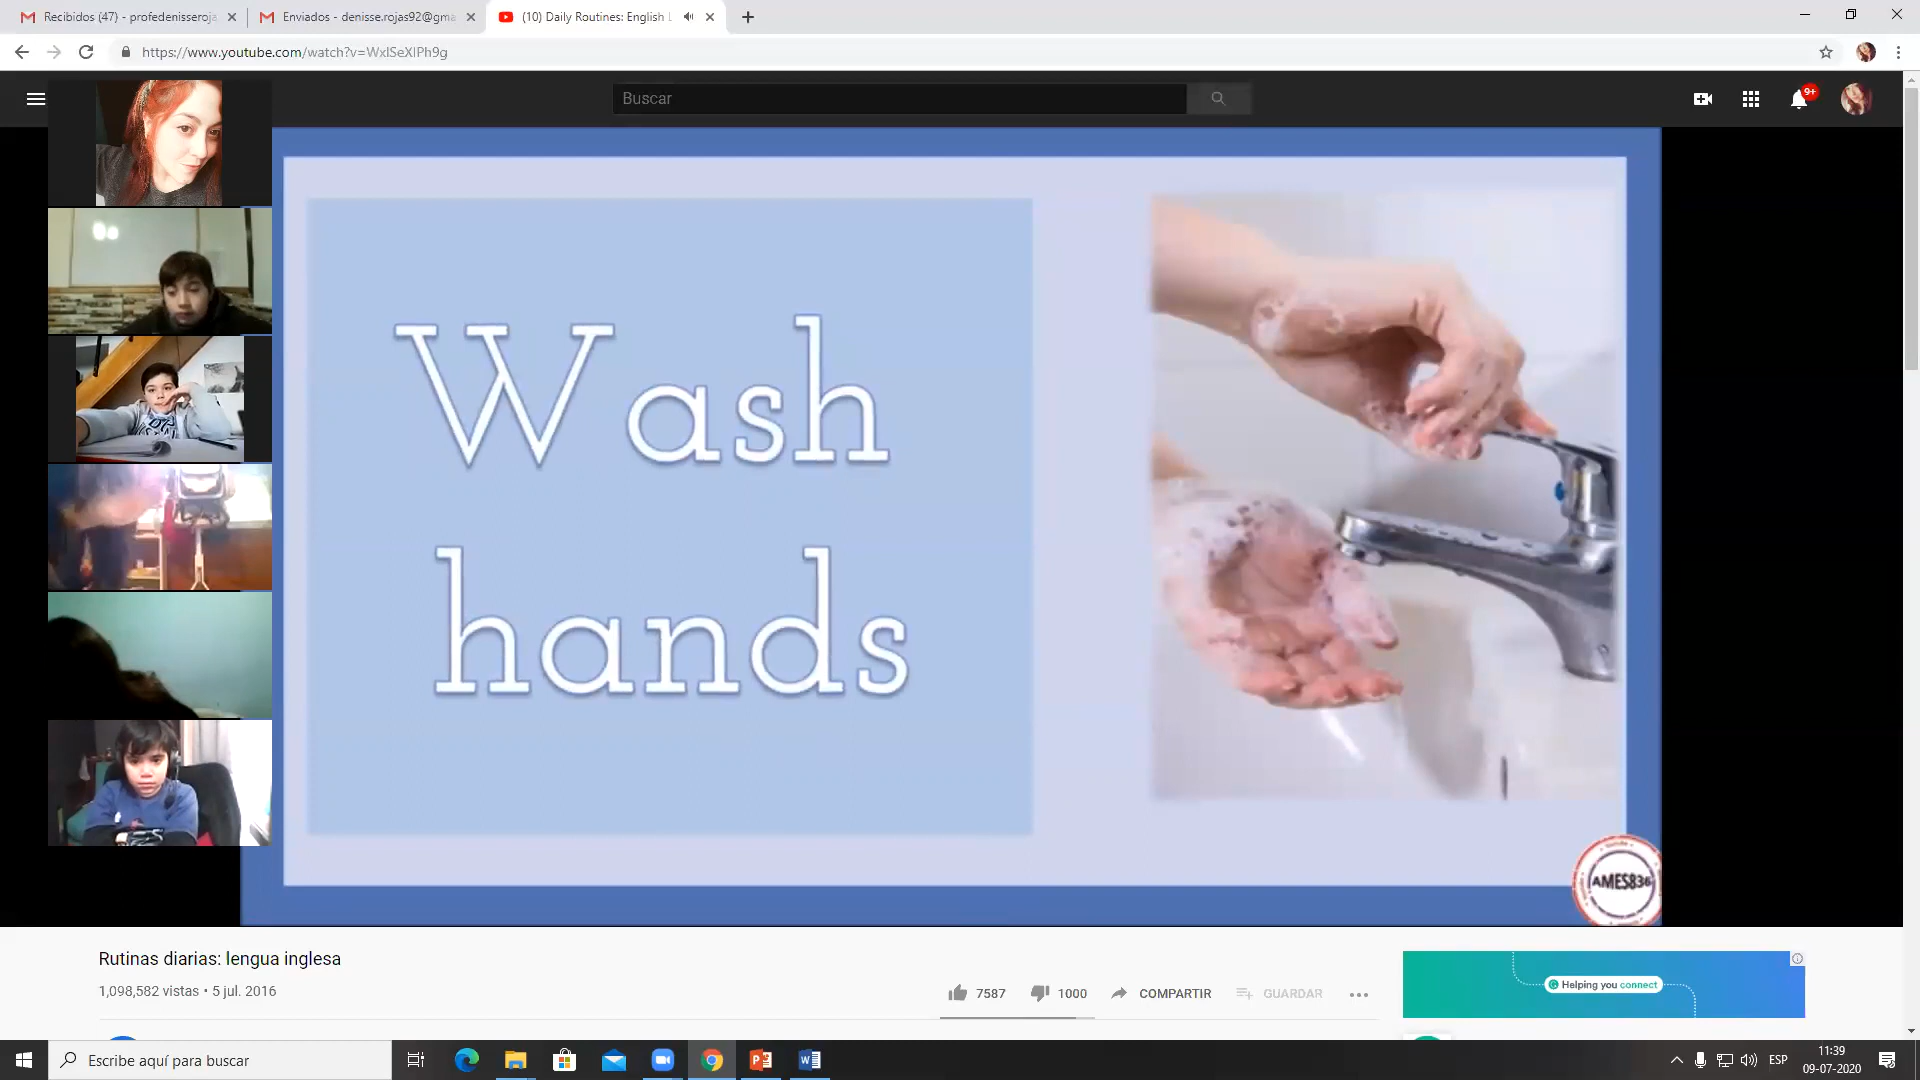 Recibidos (47) - profedenisseroja
Enviados - denisse.rojas92@gma
(10) Daily Routines: English L
https://www.youtube.com/watch?v=WxlSeXlPh9g
Buscar
9+
Wash
hands
AMES836
Rutinas diarias: lengua inglesa
1,098,582 vistas • 5 jul. 2016
7587
1000
COMPARTIR
GUARDAR
Helping you connect
Escribe aquí para buscar
ESP
11:39
09-07-2020